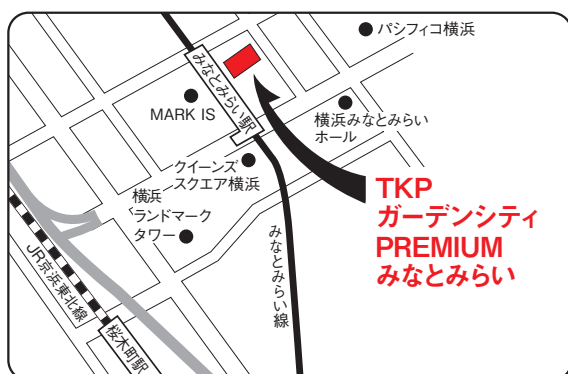 パシフィコ横浜
みなとみらい駅
MARK IS
横浜みなとみらい
ホール
クイーンズ
スクエア横浜
横浜
ランドマーク
タワー
TKP
ガーデンシティ
PREMIUM
みなとみらい
みなとみらい線
JR京浜東北線
桜木町駅